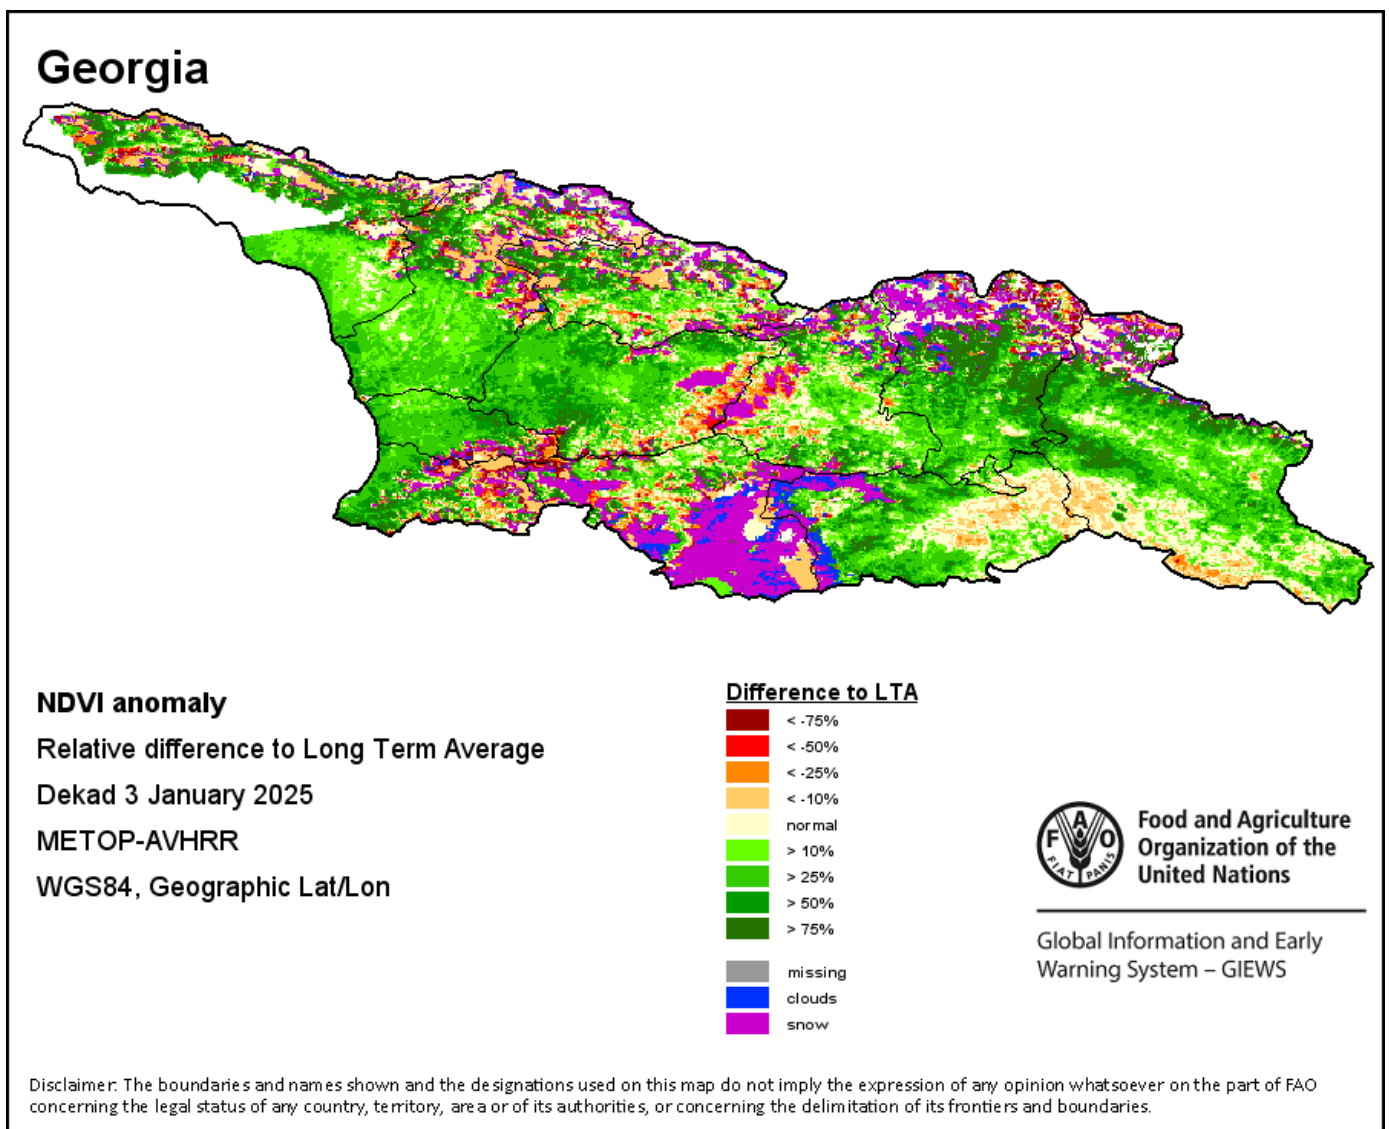 Georgia
NDVI anomaly
Relative difference to Long Term Average
Dekad 3 January 2025
METOP-AVHRR
WGS84, Geographic Lat/Lon
Difference to LTA
< -75%
< -50%
< -25%
< -10%
normal
> 10%
> 25%
> 50%
> 75%
missing
clouds
snow
F A O
FIAT PANIS
Food and Agriculture
Organization of the
United Nations
Global Information and Early
Warning System – GIEWS
Disclaimer: The boundaries and names shown and the designations used on this map do not imply the expression of any opinion whatsoever on the part of FAO
concerning the legal status of any country, territory, area or of its authorities, or concerning the delimitation of its frontiers and boundaries.